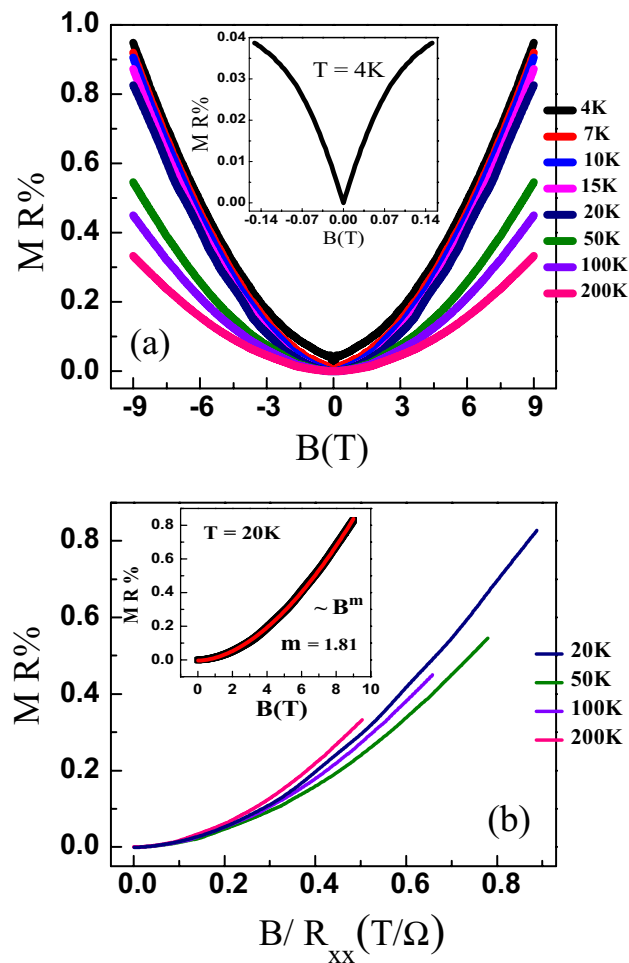 1.0
0.8
0.6
0.4
0.2
0.0
M R%
-9 -6 -3 0 3 6 9
B(T)
(a)
0.04
0.03
0.02
0.01
0.00
M R%
T = 4K
-0.14 -0.07 0.00 0.07 0.14
B(T)
4K
7K
10K
15K
20K
50K
100K
200K
0.8
0.6
0.4
0.2
0.0
M R%
0.0 0.2 0.4 0.6 0.8
B/ Rxx(T/Ω)
(b)
0.8
0.6
0.4
0.2
0.0
M R %
T = 20K
~ B^m
m = 1.81
0 2 4 6 8 10
B(T)
20K
50K
100K
200K